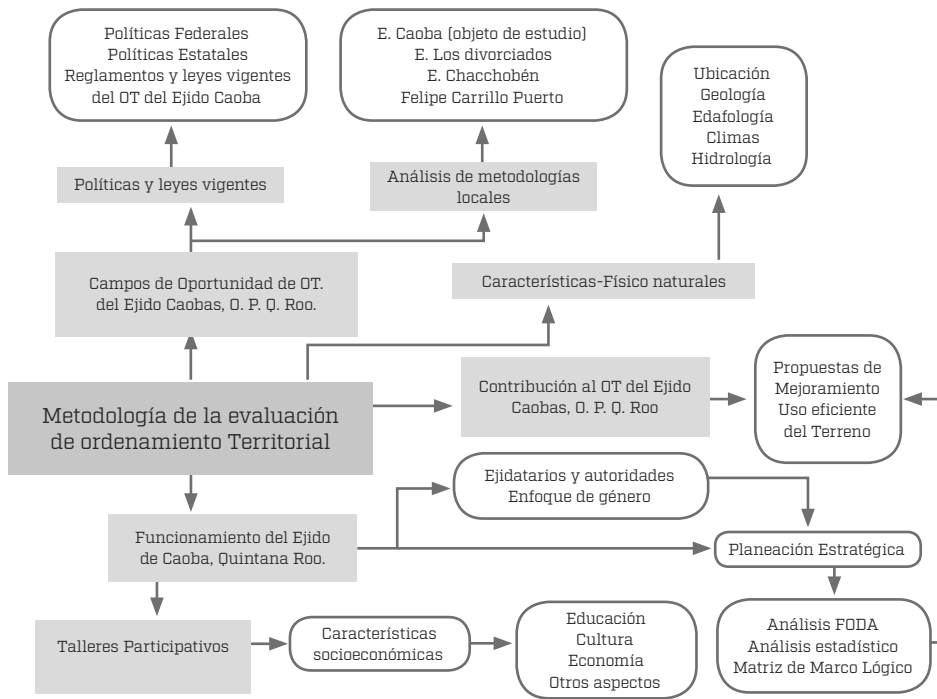 Políticas Federales
Políticas Estatales
Reglamentos y leyes vigentes
del OT del Ejido Caoba
E. Caoba (objeto de estudio)
E. Los divorciados
E. Chacchobén
Felipe Carrillo Puerto
Ubicación
Geología
Edafología
Climas
Hidrología
Políticas y leyes vigentes
Análisis de metodologías
locales
Campos de Oportunidad de OT.
del Ejido Caobas, O. P. Q. Roo.
Características-Físico naturales
Metodología de la evaluación
de ordenamiento Territorial
Contribución al OT del Ejido
Caobas, O. P. Q. Roo
Propuestas de
Mejoramiento
Uso eficiente
del Terreno
Ejidatarios y autoridades
Enfoque de género
Funcionamiento del Ejido
de Caoba, Quintana Roo.
Planeación Estratégica
Talleres Participativos
Características
socioeconómicas
Educación
Cultura
Economía
Otros aspectos
Análisis FODA
Análisis estadístico
Matriz de Marco Lógico